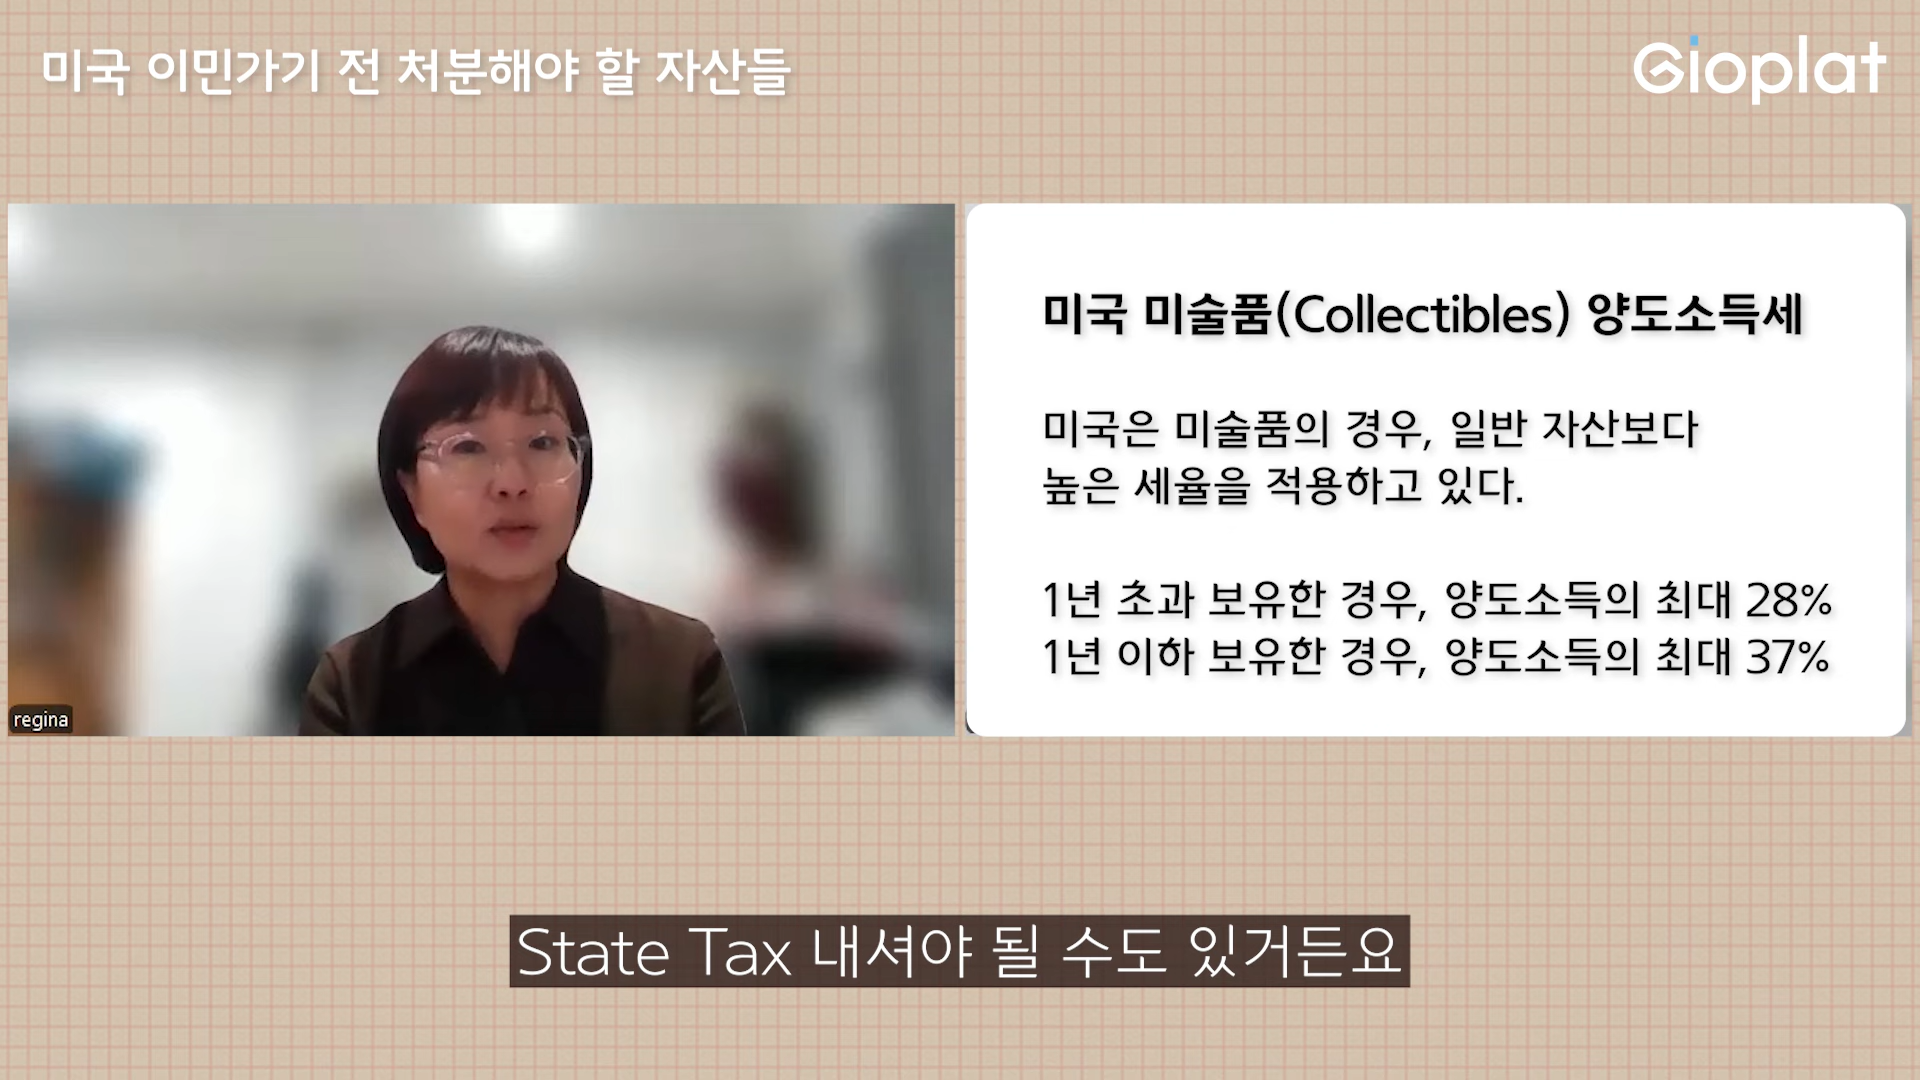 미국 이민가기 전 처분해야 할 자산들
Gioplat
미국 미술품(Collectibles) 양도소득세
미국은 미술품의 경우, 일반 자산보다
높은 세율을 적용하고 있다.
1년 초과 보유한 경우, 양도소득의 최대 28%
1년 이하 보유한 경우, 양도소득의 최대 37%
regina
State Tax 내셔야 될 수도 있거든요